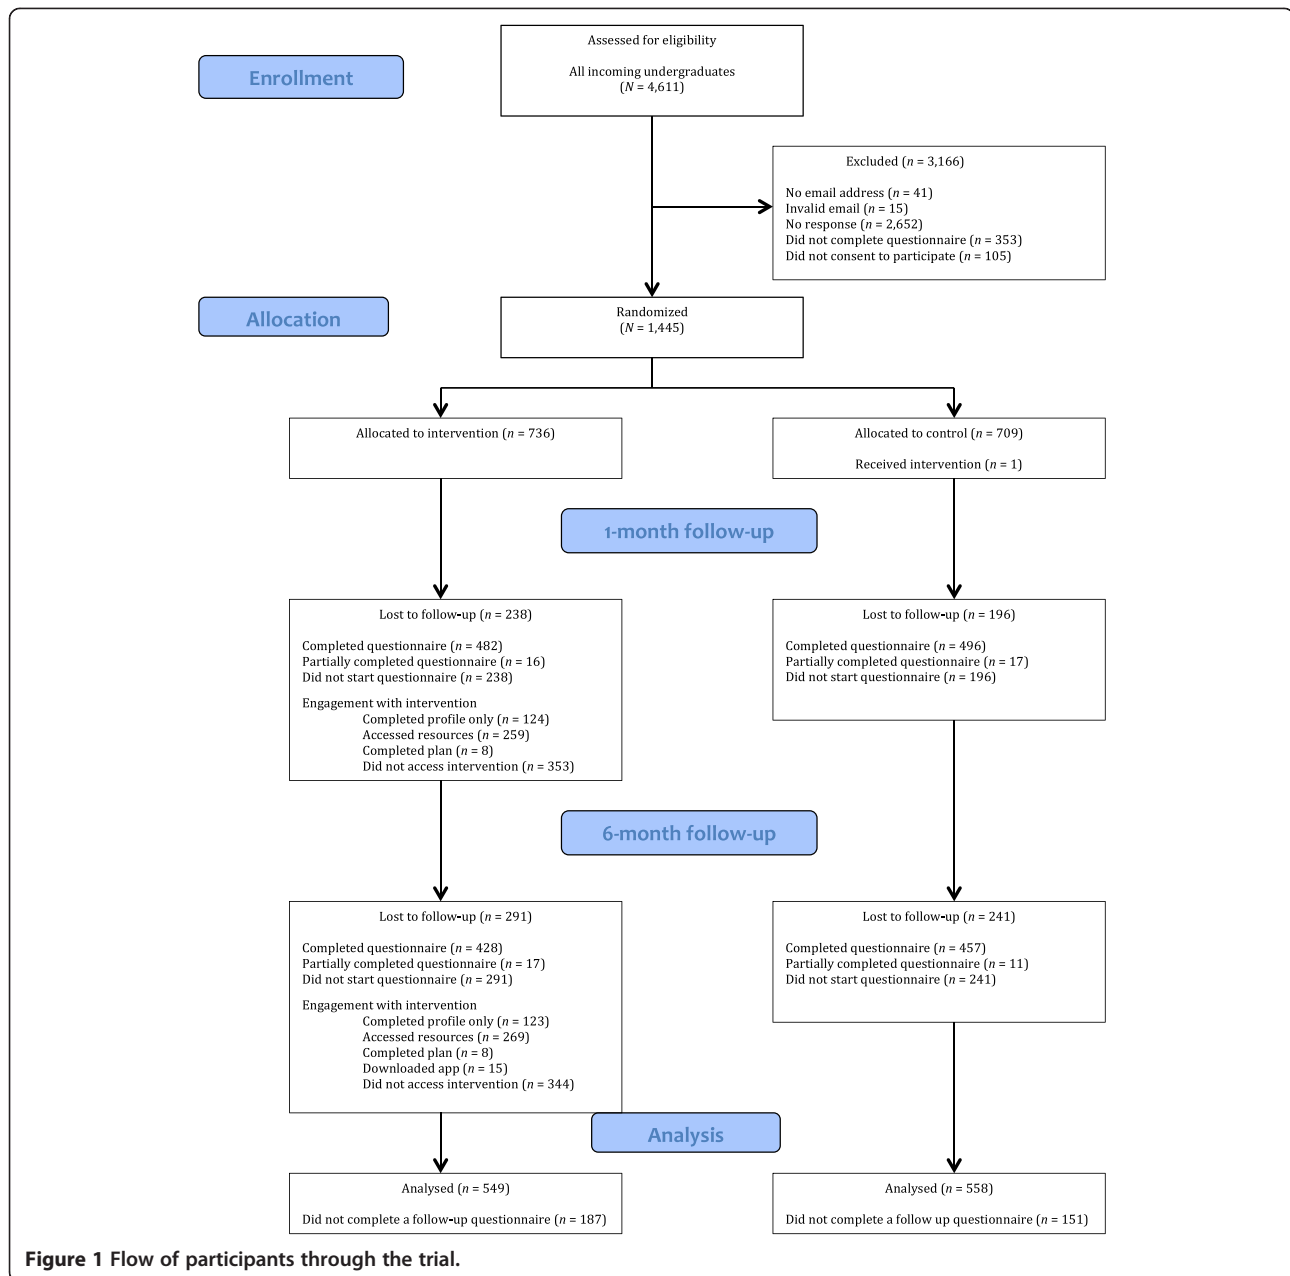 Assessed for eligibility
All incoming undergraduates
(N = 4,611)
Enrollment
Excluded (n = 3,166)
No email address (n = 41)
Invalid email (n = 15)
No response (n = 2,652)
Did not complete questionnaire (n = 353)
Did not consent to participate (n = 105)
Allocation
Randomized
(N = 1,445)
Allocated to intervention (n = 736)
Allocated to control (n = 709)
Received intervention (n = 1)
1-month follow-up
Lost to follow-up (n = 238)
Completed questionnaire (n = 482)
Partially completed questionnaire (n = 16)
Did not start questionnaire (n = 238)
Engagement with intervention
Completed profile only (n = 124)
Accessed resources (n = 259)
Completed plan (n = 8)
Did not access intervention (n = 353)
Lost to follow-up (n = 196)
Completed questionnaire (n = 496)
Partially completed questionnaire (n = 17)
Did not start questionnaire (n = 196)
6-month follow-up
Lost to follow-up (n = 291)
Completed questionnaire (n = 428)
Partially completed questionnaire (n = 17)
Did not start questionnaire (n = 291)
Engagement with intervention
Completed profile only (n = 123)
Accessed resources (n = 269)
Completed plan (n = 8)
Downloaded app (n = 15)
Did not access intervention (n = 344)
Lost to follow-up (n = 241)
Completed questionnaire (n = 457)
Partially completed questionnaire (n = 11)
Did not start questionnaire (n = 241)
Analysis
Analysed (n = 549)
Did not complete a follow-up questionnaire (n = 187)
Analysed (n = 558)
Did not complete a follow up questionnaire (n = 151)
Figure 1 Flow of participants through the trial.